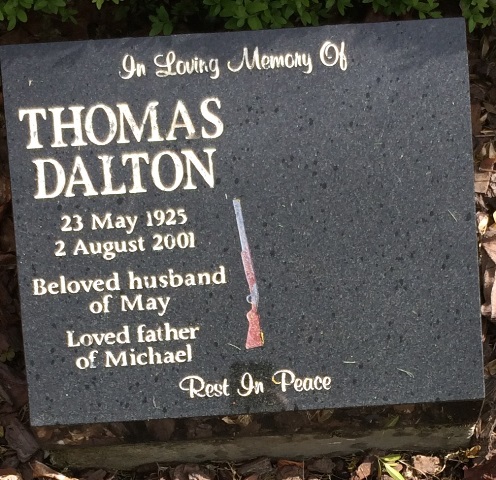 In Loving Memory Of
THOMAS
DALTON
23 May 1925
2 August 2001
Beloved husband
of May
Loved father
of Michael
Rest In Peace